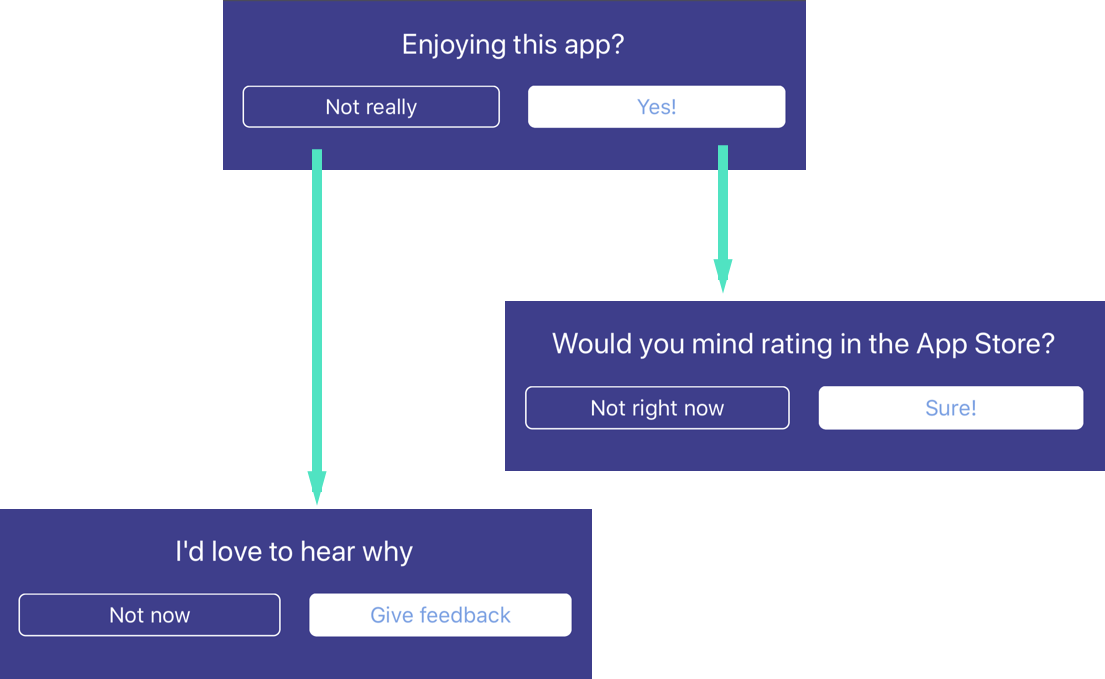 Enjoying this app?
Not really
Yes!
Would you mind rating in the App Store?
Not right now
Sure!
I'd love to hear why
Not now
Give feedback